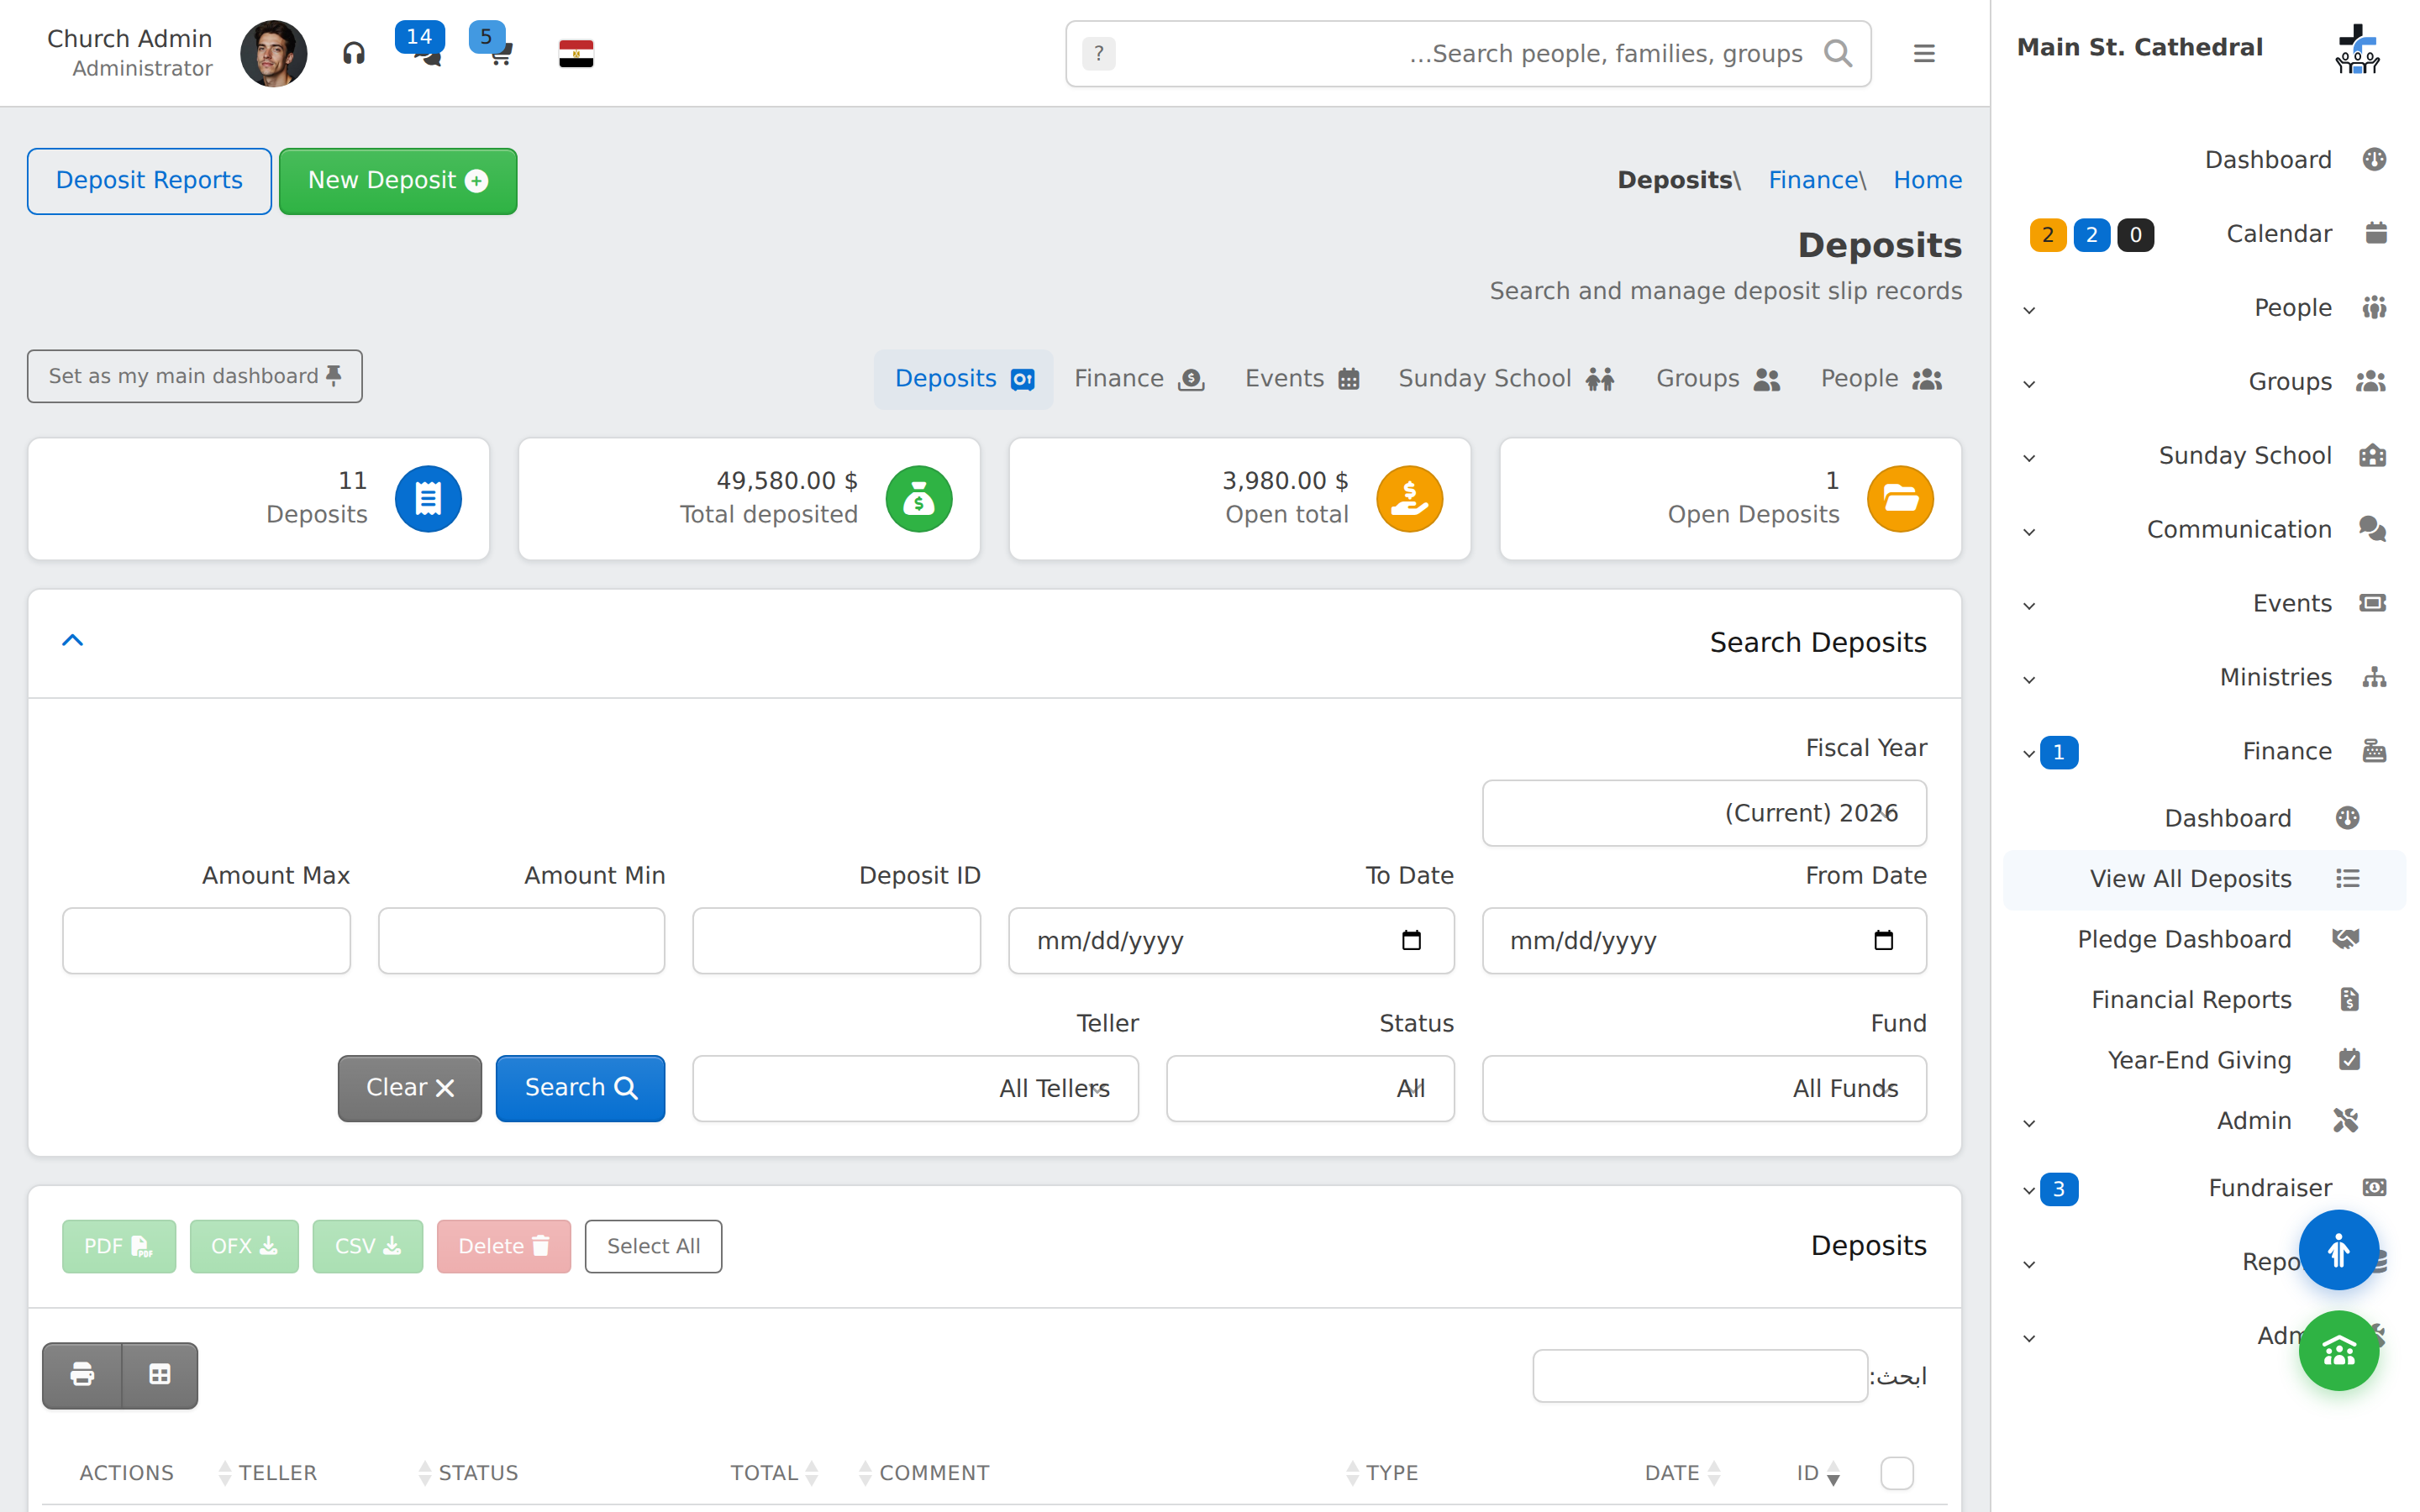 Main St. Cathedral
Church Admin
Administrator
14
5
Search people, families, groups...
?
Dashboard
Calendar
0
2
2
People
Groups
Sunday School
Communication
Events
Ministries
Finance
1
Dashboard
View All Deposits
Pledge Dashboard
Financial Reports
Year-End Giving
Admin
Fundraiser
3
Home
Finance\
Deposits\
New Deposit
Deposit Reports
Deposits
Search and manage deposit slip records
People
Groups
Sunday School
Events
Finance
Deposits
Set as my main dashboard
1
Open Deposits
3,980.00 $
Open total
49,580.00 $
Total deposited
11
Deposits
Search Deposits
Fiscal Year
(Current) 2026
From Date
To Date
Deposit ID
Amount Min
Amount Max
mm/dd/yyyy
mm/dd/yyyy
Fund
Status
Teller
All Funds
All
All Tellers
Search
Clear
Deposits
Select All
Delete
CSV
OFX
PDF
ابحث:
ID
DATE
TYPE
COMMENT
TOTAL
STATUS
TELLER
ACTIONS